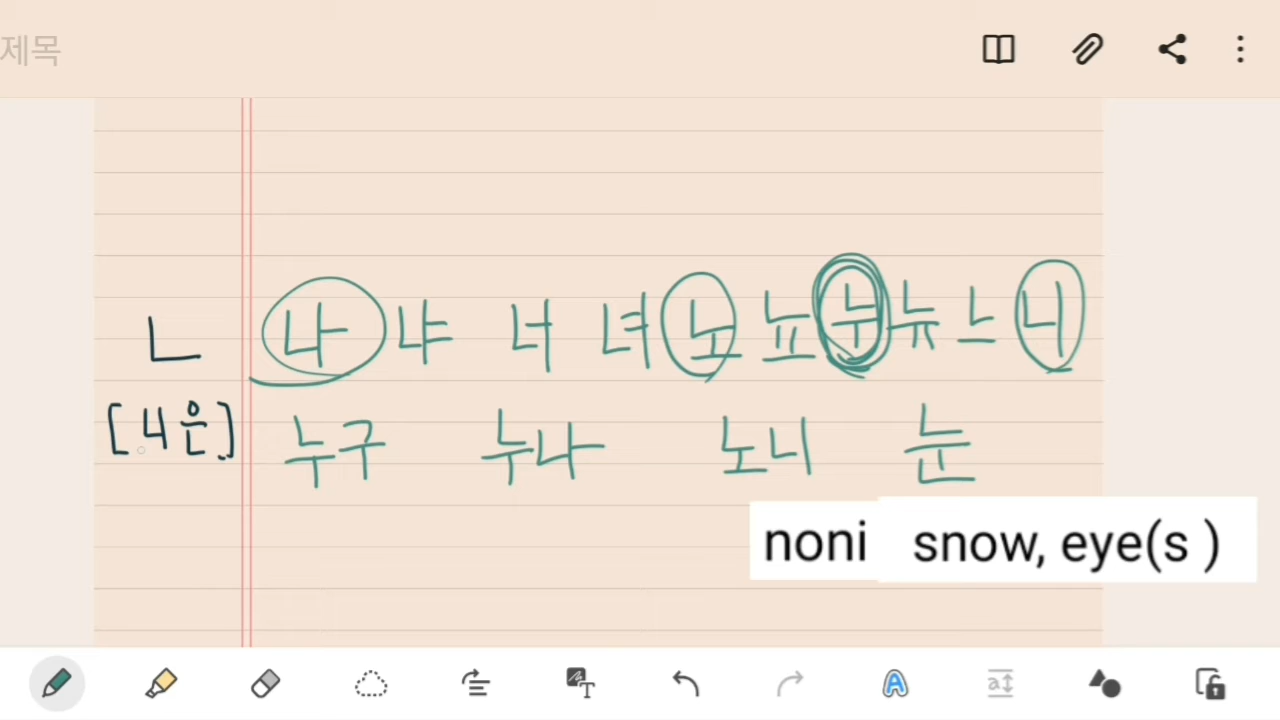 제목
ㄴ 나 냐 너 녀 노 뇨 누 뉴 느 니
[니은] 누구 누나 노니 눈
noni snow, eye(s )